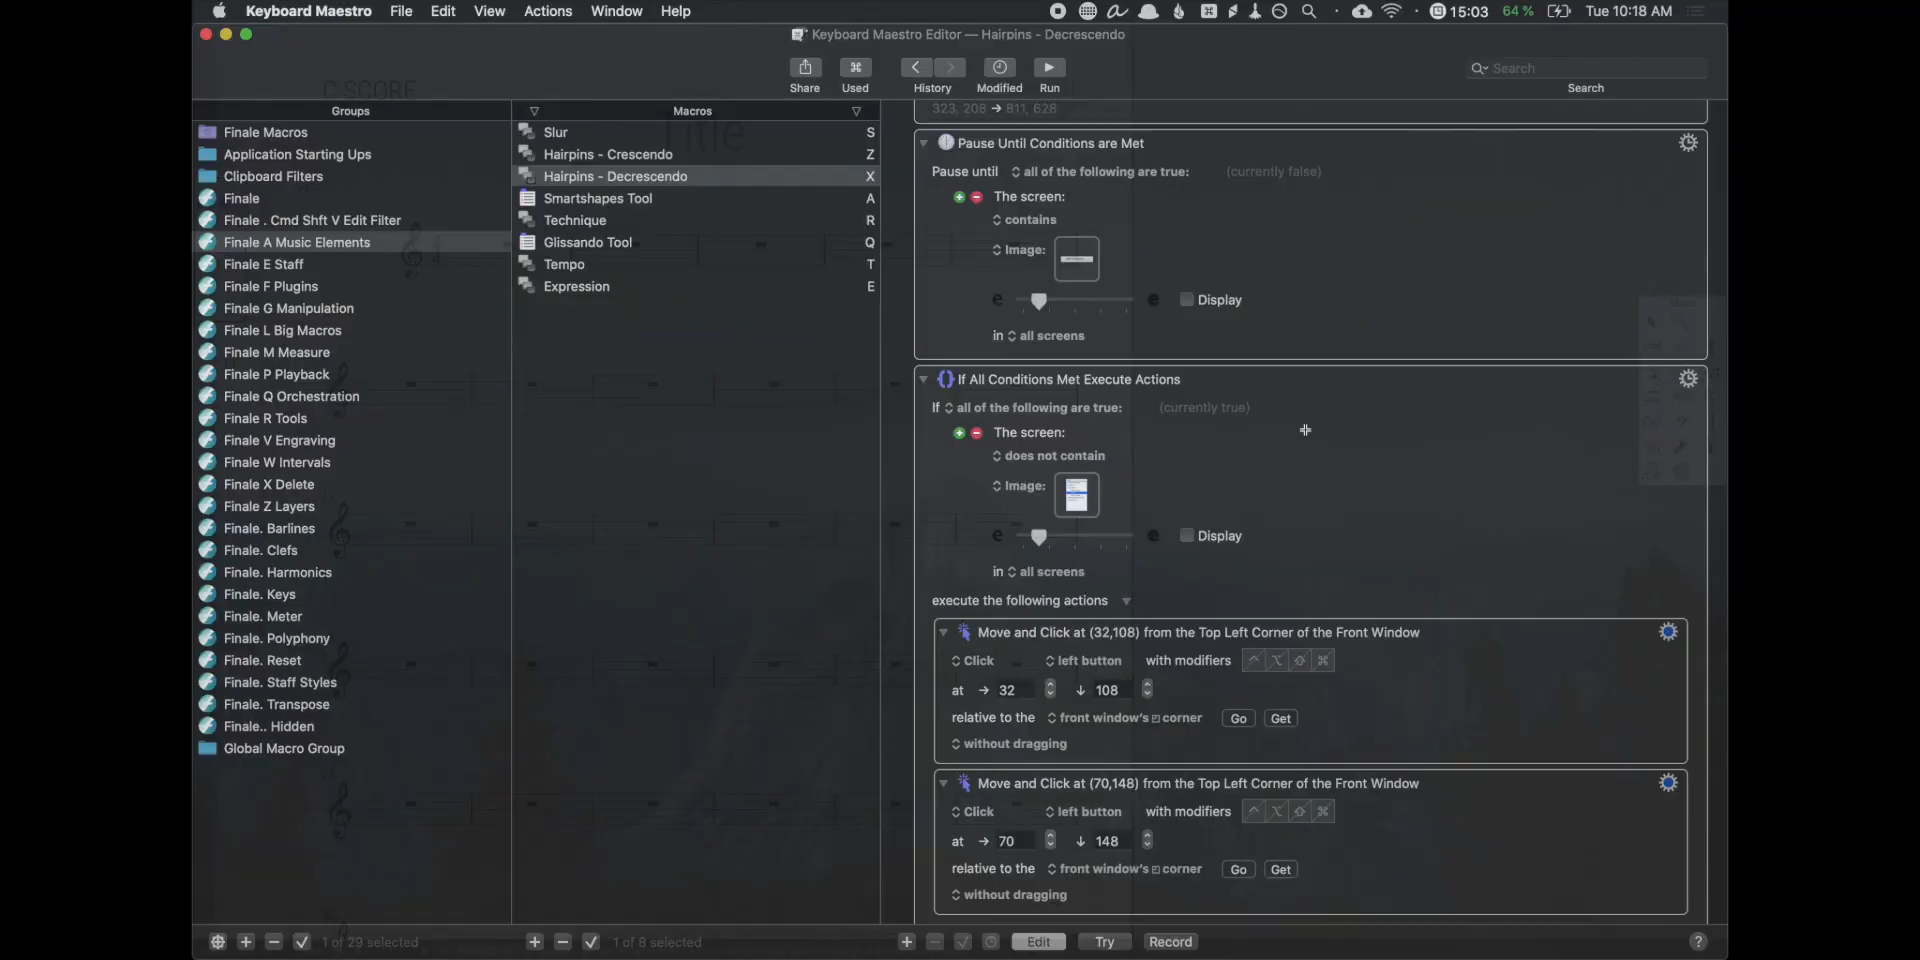 Keyboard Maestro File Edit View Actions Window Help 15:03 64 % Tue 10:18 AM
Keyboard Maestro Editor — Hairpins - Decrescendo
Share Used History Modified Run Search
Search
C SCORE
Title
Groups
Finale Macros
Application Starting Ups
Clipboard Filters
Finale
Finale . Cmd Shft V Edit Filter
Finale A Music Elements
Finale E Staff
Finale F Plugins
Finale G Manipulation
Finale L Big Macros
Finale M Measure
Finale P Playback
Finale Q Orchestration
Finale R Tools
Finale V Engraving
Finale W Intervals
Finale X Delete
Finale Z Layers
Finale. Barlines
Finale. Clefs
Finale. Harmonics
Finale. Keys
Finale. Meter
Finale. Polyphony
Finale. Reset
Finale. Staff Styles
Finale. Transpose
Finale.. Hidden
Global Macro Group
1 of 29 selected
Macros
Slur S
Hairpins - Crescendo Z
Hairpins - Decrescendo X
Smartshapes Tool A
Technique R
Glissando Tool Q
Tempo T
Expression E
1 of 8 selected
323, 208 → 811, 628
Pause Until Conditions are Met
Pause until all of the following are true: (currently false)
The screen:
contains
Image:
e e Display
in all screens
If All Conditions Met Execute Actions
If all of the following are true: (currently true)
The screen:
does not contain
Image:
e e Display
in all screens
execute the following actions
Move and Click at (32,108) from the Top Left Corner of the Front Window
Click left button with modifiers ^ ⌥ ⇧ ⌘
at → 32 ↓ 108
relative to the front window's corner Go Get
without dragging
Move and Click at (70,148) from the Top Left Corner of the Front Window
Click left button with modifiers ^ ⌥ ⇧ ⌘
at → 70 ↓ 148
relative to the front window's corner Go Get
without dragging
Edit Try Record ?